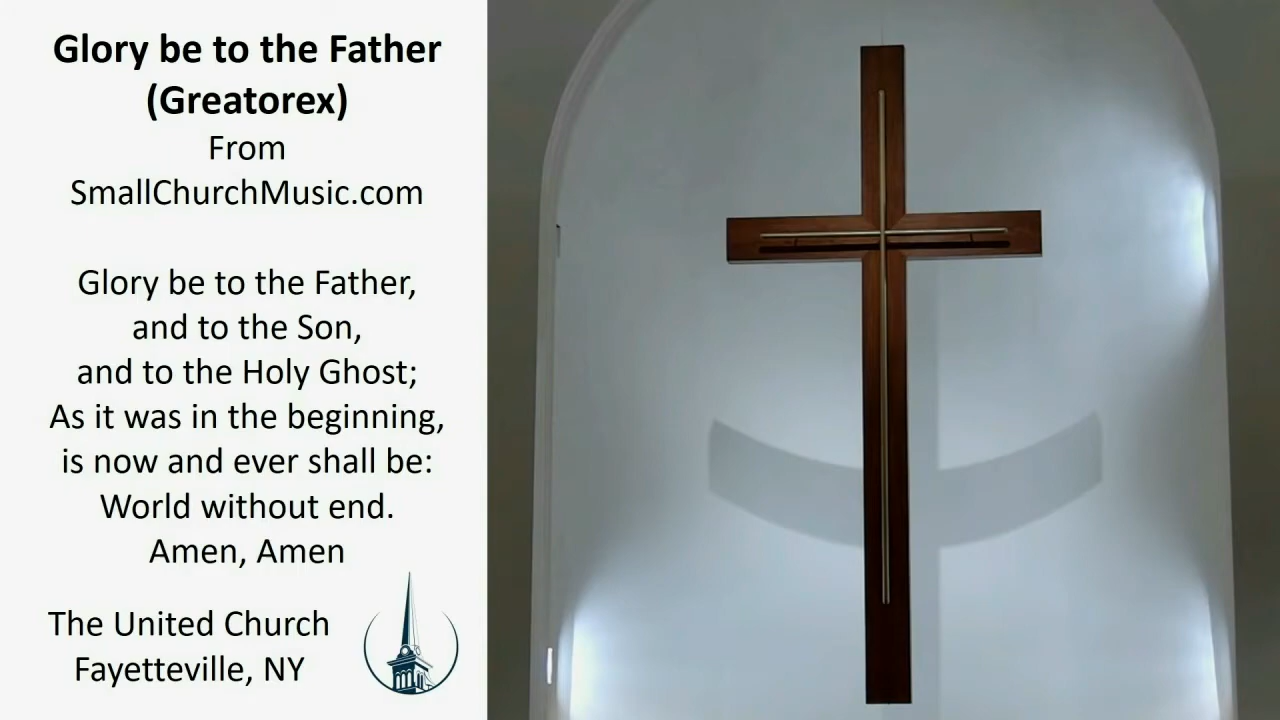 Glory be to the Father
(Greatorex)
From
SmallChurchMusic.com
Glory be to the Father,
and to the Son,
and to the Holy Ghost;
As it was in the beginning,
is now and ever shall be:
World without end.
Amen, Amen
The United Church
Fayetteville, NY